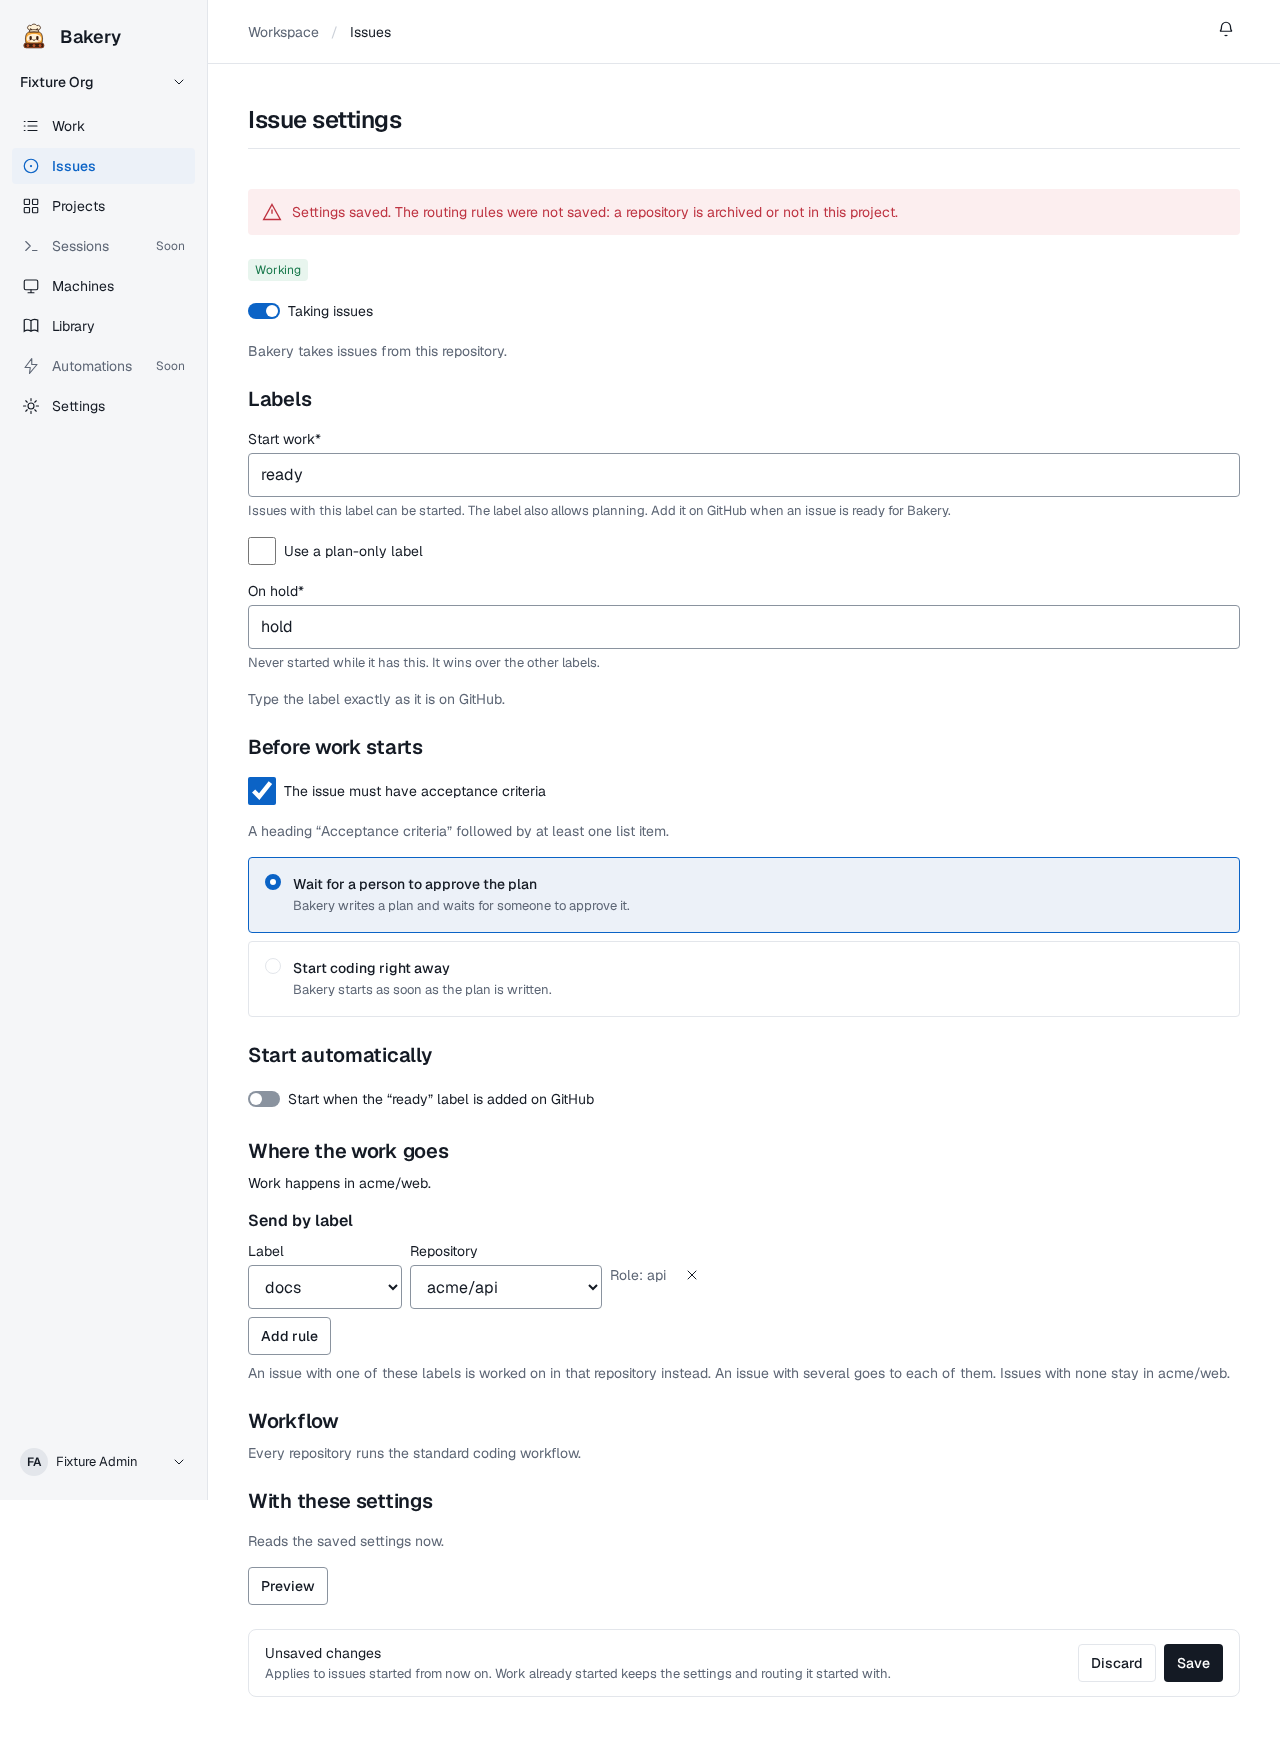 Bakery
Fixture Org
Work
Issues
Projects
Sessions Soon
Machines
Library
Automations Soon
Settings
FA Fixture Admin
Workspace / Issues
Issue settings
Settings saved. The routing rules were not saved: a repository is archived or not in this project.
Working
Taking issues
Bakery takes issues from this repository.
Labels
Start work*
ready
Issues with this label can be started. The label also allows planning. Add it on GitHub when an issue is ready for Bakery.
Use a plan-only label
On hold*
hold
Never started while it has this. It wins over the other labels.
Type the label exactly as it is on GitHub.
Before work starts
The issue must have acceptance criteria
A heading “Acceptance criteria” followed by at least one list item.
Wait for a person to approve the plan
Bakery writes a plan and waits for someone to approve it.
Start coding right away
Bakery starts as soon as the plan is written.
Start automatically
Start when the “ready” label is added on GitHub
Where the work goes
Work happens in acme/web.
Send by label
Label Repository
docs acme/api Role: api
Add rule
An issue with one of these labels is worked on in that repository instead. An issue with several goes to each of them. Issues with none stay in acme/web.
Workflow
Every repository runs the standard coding workflow.
With these settings
Reads the saved settings now.
Preview
Unsaved changes
Applies to issues started from now on. Work already started keeps the settings and routing it started with.
Discard Save